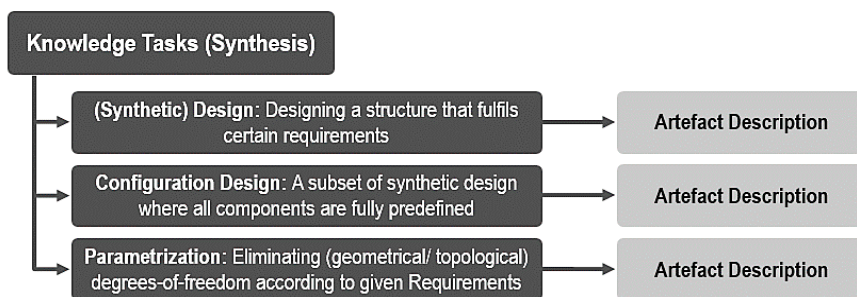 Knowledge Tasks (Synthesis)
(Synthetic) Design: Designing a structure that fulfils
certain requirements
Artefact Description
Configuration Design: A subset of synthetic design
where all components are fully predefined
Artefact Description
Parametrization: Eliminating (geometrical/ topological)
degrees-of-freedom according to given Requirements
Artefact Description